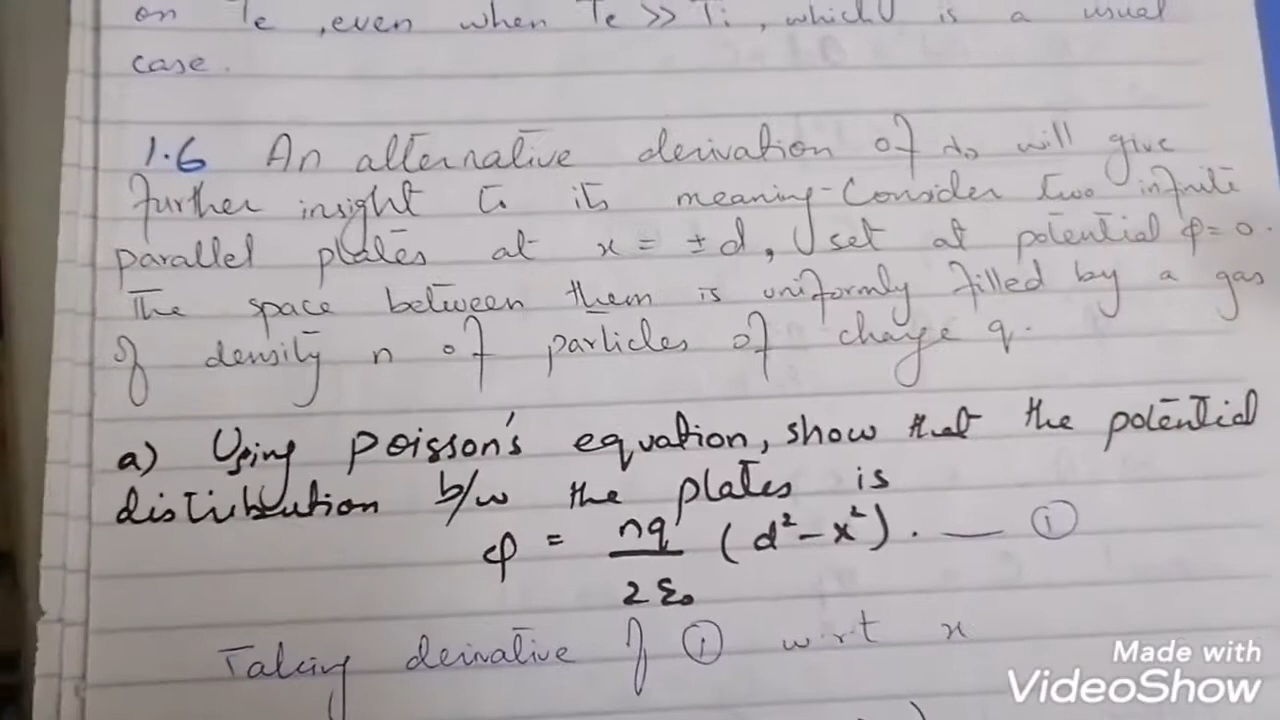 on Te, even when Te >> Ti, which is a usual
case.
1.6 An alternative derivation of λD will give
further insight to its meaning. Consider two infinite
parallel plates at x = ±d, set at potential φ=0.
The space between them is uniformly filled by a gas
of density n of particles of charge q.
a) Using Poisson's equation, show that the potential
distribution b/w the plates is
φ = nq/2ε₀ (d² - x²). — ①
Taking derivative of ① w.r.t x
Made with
VideoShow